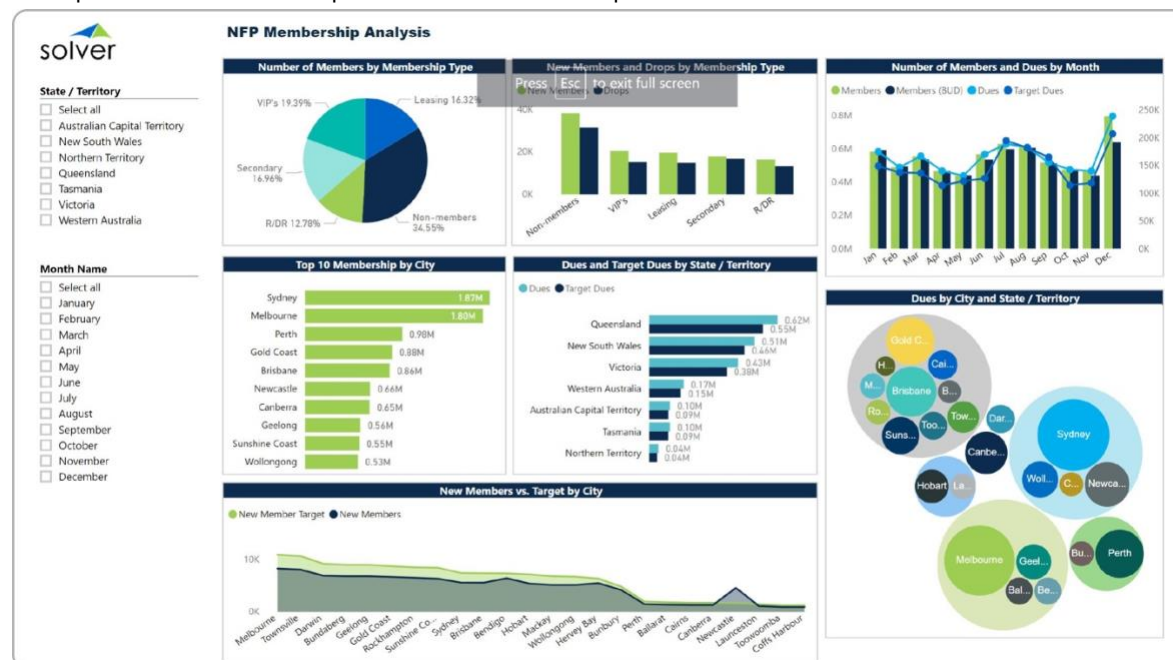 solver
NFP Membership Analysis
State / Territory
Select all
Australian Capital Territory
New South Wales
Northern Territory
Queensland
Tasmania
Victoria
Western Australia
Month Name
Select all
January
February
March
April
May
June
July
August
September
October
November
December
Number of Members by Membership Type
VIP's 19.39%
Leasing 16.32%
Secondary
16.96%
R/DR 12.78%
Non-members
34.55%
New Members and Drops by Membership Type
Press Esc to exit full screen
New Members Drops
40K
20K
0K
Non-members
VIP's
Leasing
Secondary
R/DR
Number of Members and Dues by Month
Members Members (BUD) Dues Target Dues
0.8M
0.6M
0.4M
0.2M
0.0M
250K
200K
150K
100K
50K
0K
Jan Feb Mar Apr May Jun Jul Aug Sep Oct Nov Dec
Top 10 Membership by City
Sydney 1.87M
Melbourne 1.80M
Perth 0.98M
Gold Coast 0.88M
Brisbane 0.86M
Newcastle 0.66M
Canberra 0.65M
Geelong 0.56M
Sunshine Coast 0.55M
Wollongong 0.53M
Dues and Target Dues by State / Territory
Dues Target Dues
Queensland 0.62M
0.55M
New South Wales 0.51M
0.46M
Victoria 0.43M
0.38M
Western Australia 0.17M
0.15M
Australian Capital Territory 0.10M
0.09M
Tasmania 0.10M
0.09M
Northern Territory 0.04M
0.04M
Dues by City and State / Territory
Gold C...
H...
Cai...
M...
Brisbane
B...
Ro...
Tow...
Too...
Suns...
Dar...
Canbe...
Sydney
Woll...
C...
Newca...
Hobart
La...
Melbourne
Geel...
Bal...
Be...
Bu...
Perth
New Members vs. Target by City
New Member Target New Members
10K
0K
Melbourne
Townsville
Darwin
Bundaberg
Geelong
Gold Coast
Rockhampton
Sunshine Co...
Sydney
Brisbane
Bendigo
Hobart
Mackay
Wollongong
Hervey Bay
Bunbury
Perth
Ballarat
Cairns
Canberra
Newcastle
Launceston
Toowoomba
Coffs Harbour